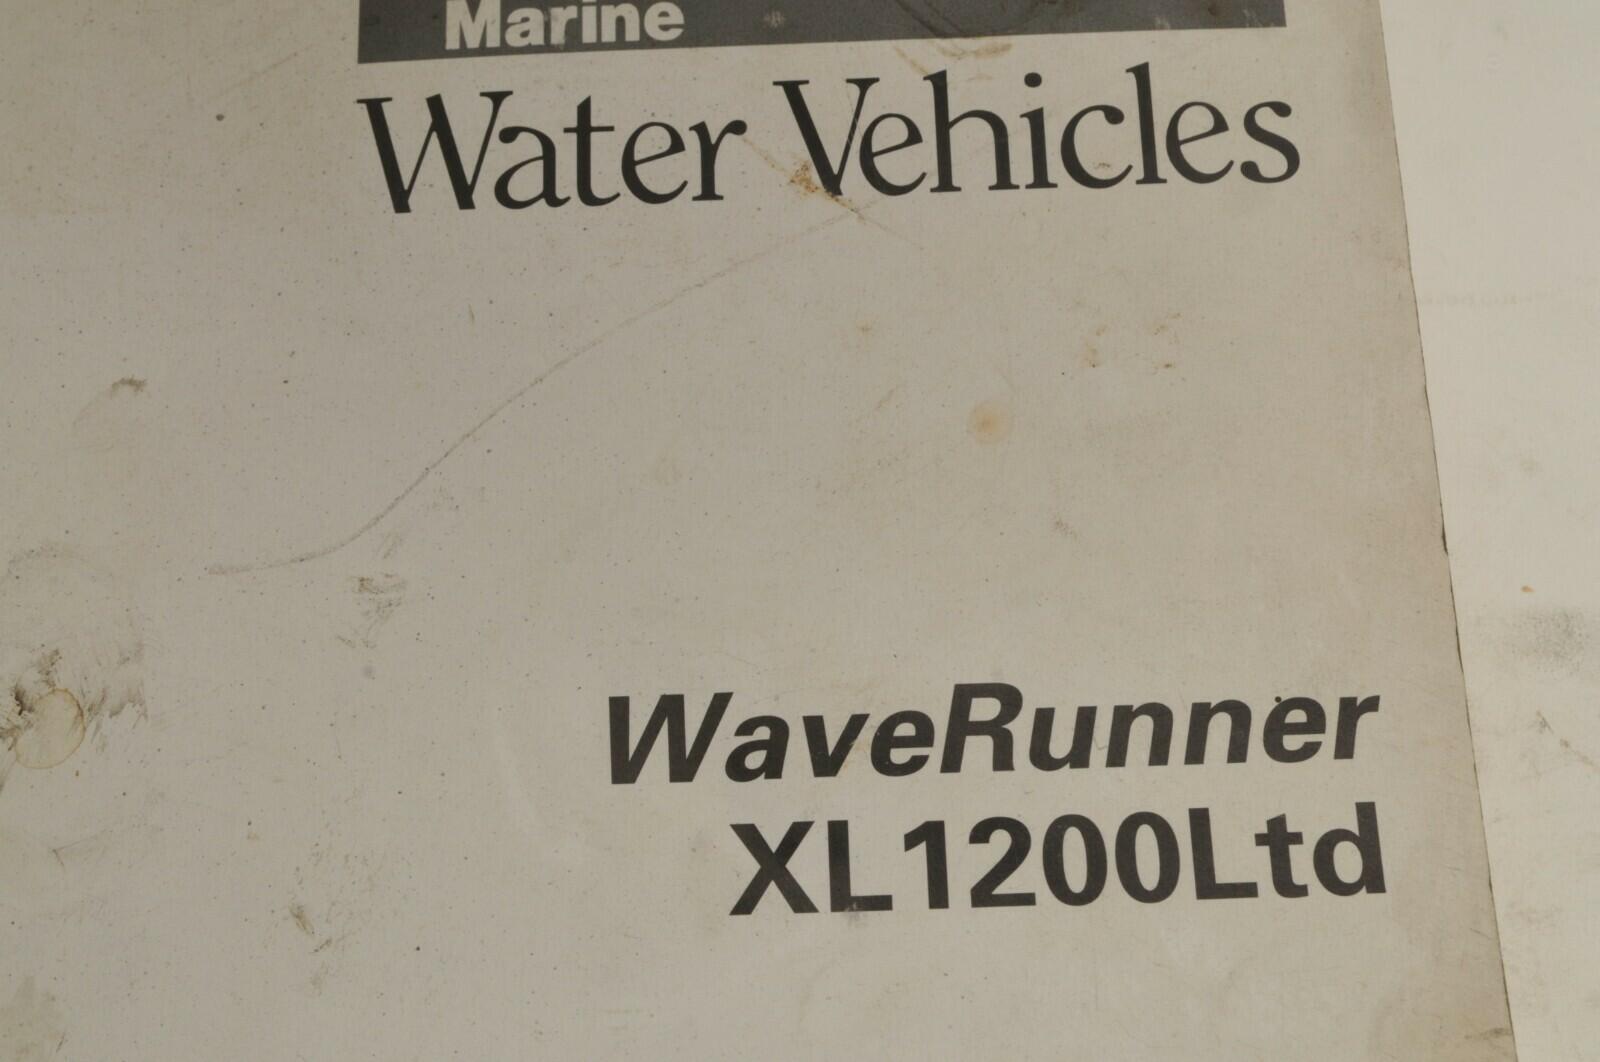 Marine
Water Vehicles
WaveRunner
XL1200Ltd